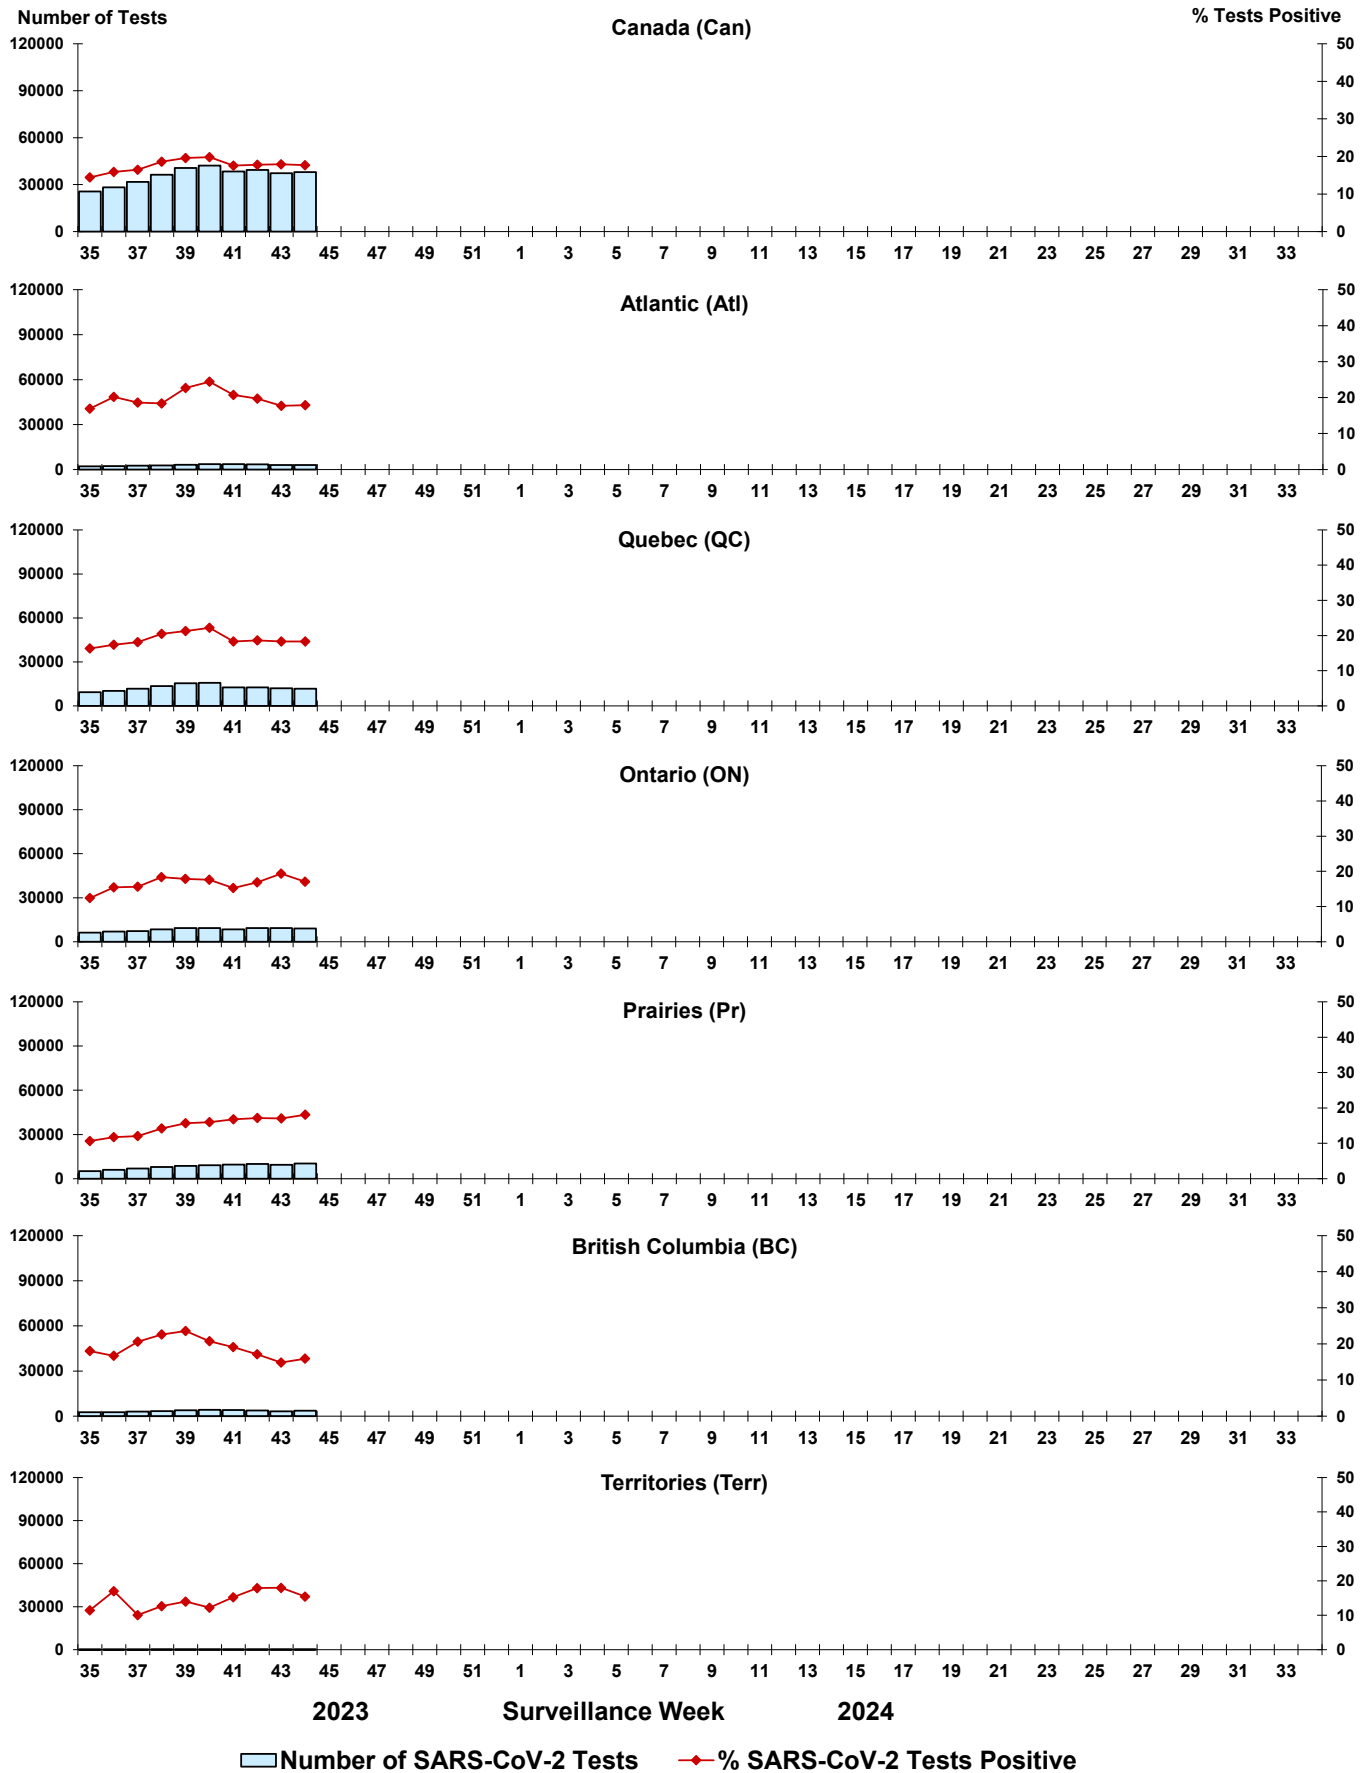 Number of Tests
% Tests Positive
Canada (Can)
120000 50
90000 40
60000 30
30000 20
0 10
0
35 37 39 41 43 45 47 49 51 1 3 5 7 9 11 13 15 17 19 21 23 25 27 29 31 33
Atlantic (Atl)
120000 50
90000 40
60000 30
30000 20
0 10
0
35 37 39 41 43 45 47 49 51 1 3 5 7 9 11 13 15 17 19 21 23 25 27 29 31 33
Quebec (QC)
120000 50
90000 40
60000 30
30000 20
0 10
0
35 37 39 41 43 45 47 49 51 1 3 5 7 9 11 13 15 17 19 21 23 25 27 29 31 33
Ontario (ON)
120000 50
90000 40
60000 30
30000 20
0 10
0
35 37 39 41 43 45 47 49 51 1 3 5 7 9 11 13 15 17 19 21 23 25 27 29 31 33
Prairies (Pr)
120000 50
90000 40
60000 30
30000 20
0 10
0
35 37 39 41 43 45 47 49 51 1 3 5 7 9 11 13 15 17 19 21 23 25 27 29 31 33
British Columbia (BC)
120000 50
90000 40
60000 30
30000 20
0 10
0
35 37 39 41 43 45 47 49 51 1 3 5 7 9 11 13 15 17 19 21 23 25 27 29 31 33
Territories (Terr)
120000 50
90000 40
60000 30
30000 20
0 10
0
35 37 39 41 43 45 47 49 51 1 3 5 7 9 11 13 15 17 19 21 23 25 27 29 31 33
2023 Surveillance Week 2024
Number of SARS-CoV-2 Tests % SARS-CoV-2 Tests Positive